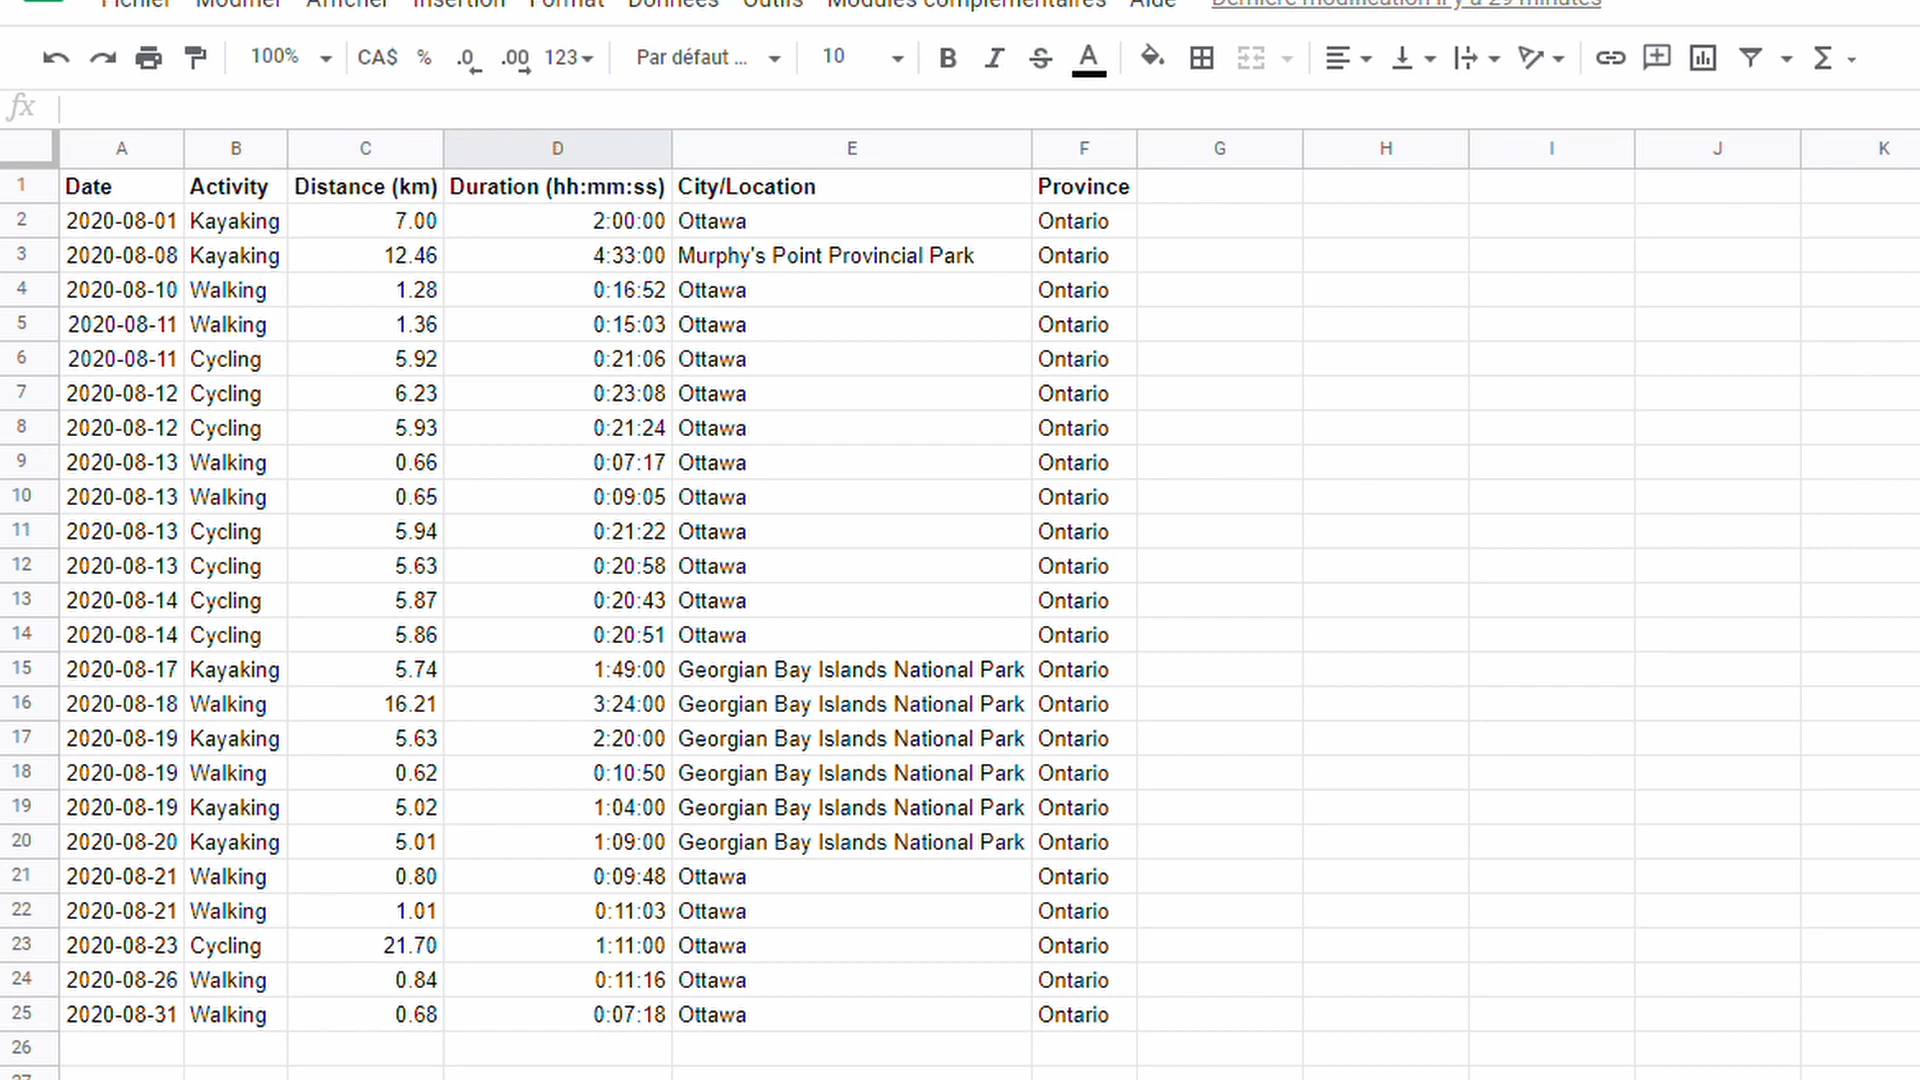 Fichier Modifier Afficher Insertion Format Données Outils Modules complémentaires Aide Dernière modification il y a 29 minutes
100% CA$ % .0 .00 123 Par défaut ... 10 B I S A
fx
A B C D E F G H I J K
1 Date Activity Distance (km) Duration (hh:mm:ss) City/Location Province
2 2020-08-01 Kayaking 7.00 2:00:00 Ottawa Ontario
3 2020-08-08 Kayaking 12.46 4:33:00 Murphy's Point Provincial Park Ontario
4 2020-08-10 Walking 1.28 0:16:52 Ottawa Ontario
5 2020-08-11 Walking 1.36 0:15:03 Ottawa Ontario
6 2020-08-11 Cycling 5.92 0:21:06 Ottawa Ontario
7 2020-08-12 Cycling 6.23 0:23:08 Ottawa Ontario
8 2020-08-12 Cycling 5.93 0:21:24 Ottawa Ontario
9 2020-08-13 Walking 0.66 0:07:17 Ottawa Ontario
10 2020-08-13 Walking 0.65 0:09:05 Ottawa Ontario
11 2020-08-13 Cycling 5.94 0:21:22 Ottawa Ontario
12 2020-08-13 Cycling 5.63 0:20:58 Ottawa Ontario
13 2020-08-14 Cycling 5.87 0:20:43 Ottawa Ontario
14 2020-08-14 Cycling 5.86 0:20:51 Ottawa Ontario
15 2020-08-17 Kayaking 5.74 1:49:00 Georgian Bay Islands National Park Ontario
16 2020-08-18 Walking 16.21 3:24:00 Georgian Bay Islands National Park Ontario
17 2020-08-19 Kayaking 5.63 2:20:00 Georgian Bay Islands National Park Ontario
18 2020-08-19 Walking 0.62 0:10:50 Georgian Bay Islands National Park Ontario
19 2020-08-19 Kayaking 5.02 1:04:00 Georgian Bay Islands National Park Ontario
20 2020-08-20 Kayaking 5.01 1:09:00 Georgian Bay Islands National Park Ontario
21 2020-08-21 Walking 0.80 0:09:48 Ottawa Ontario
22 2020-08-21 Walking 1.01 0:11:03 Ottawa Ontario
23 2020-08-23 Cycling 21.70 1:11:00 Ottawa Ontario
24 2020-08-26 Walking 0.84 0:11:16 Ottawa Ontario
25 2020-08-31 Walking 0.68 0:07:18 Ottawa Ontario
26
27